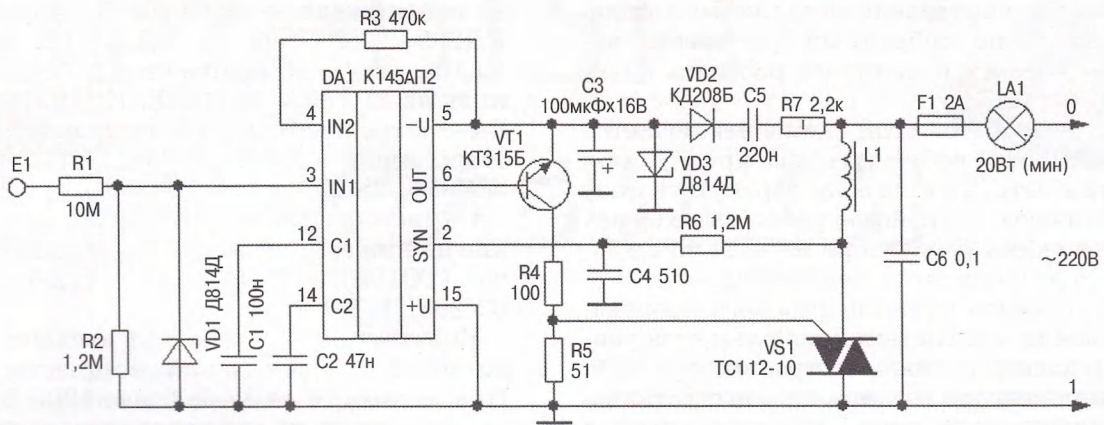 R3 470к
DA1 К145АП2
4
IN2
–U
5
C3
100мкФх16В
VD2
КД208Б
C5
220н
R7 2,2к
F1 2А
LA1
0
20Вт (мин)
E1
R1
10М
3
IN1
OUT
6
VT1
КТ315Б
+
VD3
Д814Д
L1
12
C1
SYN
2
R6 1,2М
C4 510
C6 0,1
~220В
14
C2
+U
15
R4
100
R2
1,2М
VD1 Д814Д
C1 100н
C2 47н
R5
51
VS1
ТС112-10
1